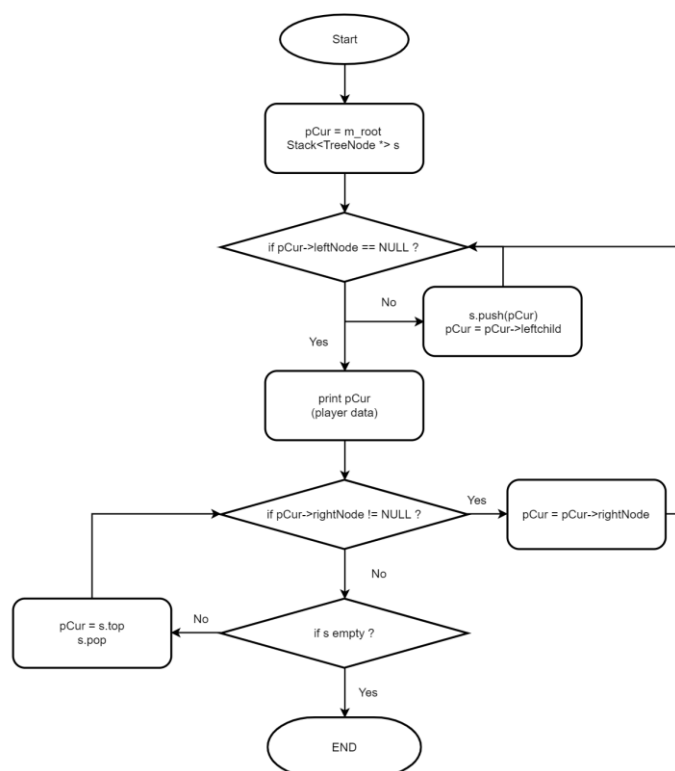 Start
pCur = m_root
Stack<TreeNode *> s
if pCur->leftNode == NULL ?
No
s.push(pCur)
pCur = pCur->leftchild
Yes
print pCur
(player data)
if pCur->rightNode != NULL ?
Yes
pCur = pCur->rightNode
No
if s empty ?
No
pCur = s.top
s.pop
Yes
END